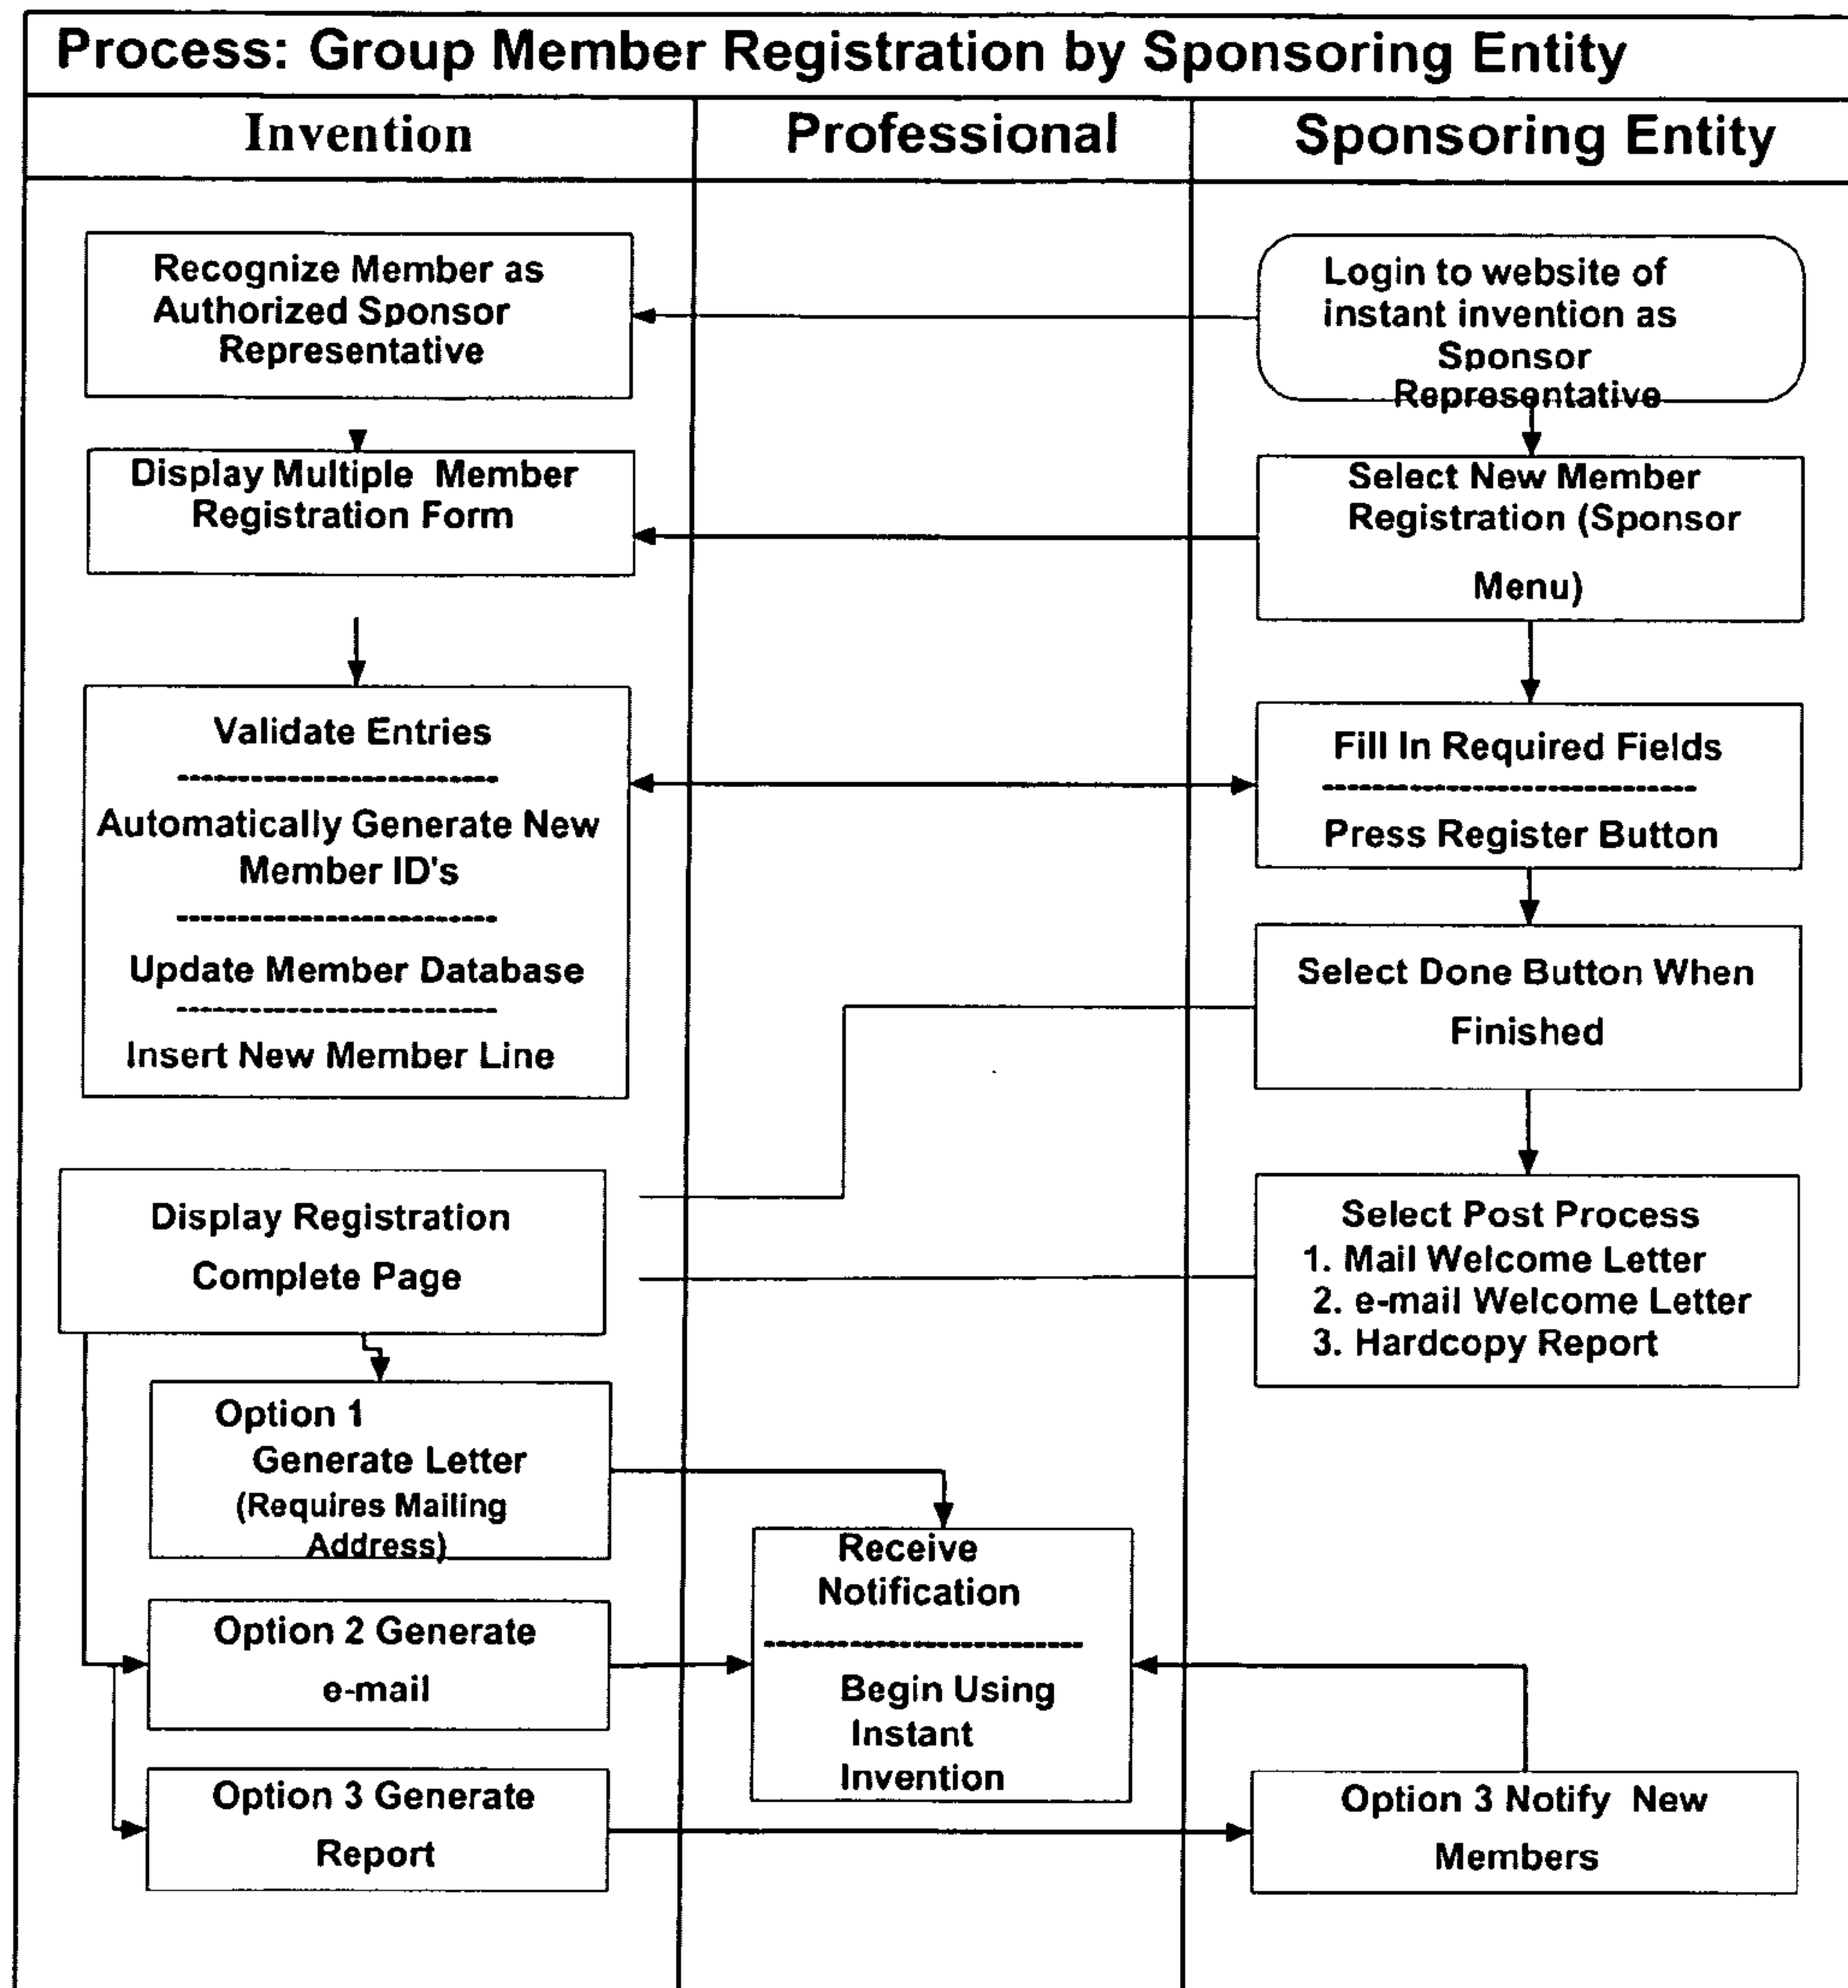 Process: Group Member Registration by Sponsoring Entity
Invention
Professional
Sponsoring Entity
Recognize Member as
Authorized Sponsor
Representative
Login to website of
instant invention as
Sponsor
Representative
Display Multiple Member
Registration Form
Select New Member
Registration (Sponsor
Menu)
Validate Entries
Automatically Generate New
Member ID's
Update Member Database
Insert New Member Line
Fill In Required Fields
Press Register Button
Select Done Button When
Finished
Display Registration
Complete Page
Select Post Process
1. Mail Welcome Letter
2. e-mail Welcome Letter
3. Hardcopy Report
Option 1
Generate Letter
(Requires Mailing
Address)
Receive
Notification
Begin Using
Instant
Invention
Option 2 Generate
e-mail
Option 3 Generate
Report
Option 3 Notify New
Members